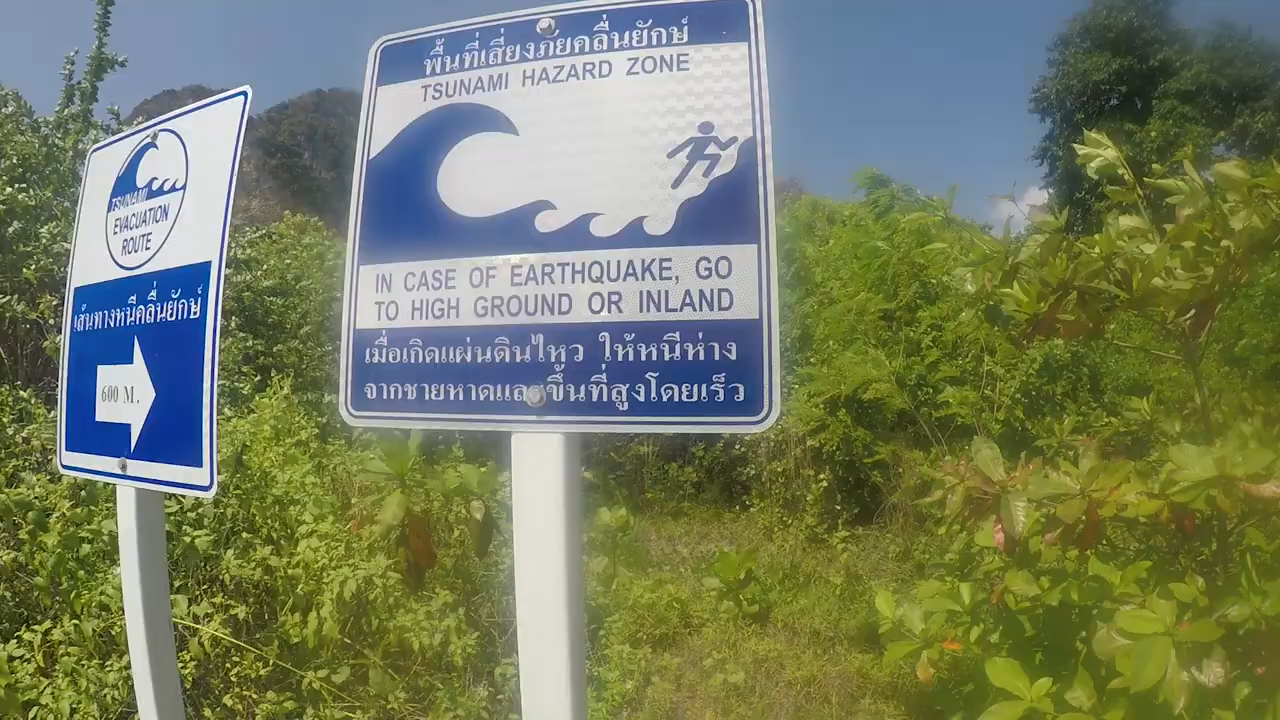 TSUNAMI
EVACUATION
ROUTE
เส้นทางหนีคลื่นยักษ์
600 M.
พื้นที่เสี่ยงภัยคลื่นยักษ์
TSUNAMI HAZARD ZONE
IN CASE OF EARTHQUAKE, GO
TO HIGH GROUND OR INLAND
เมื่อเกิดแผ่นดินไหว ให้หนีห่าง
จากชายหาดและขึ้นที่สูงโดยเร็ว